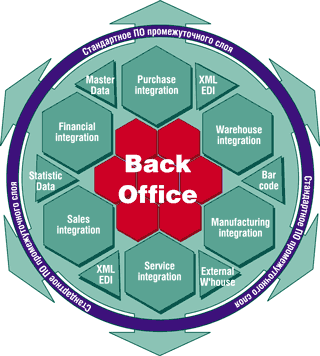 Стандартное ПО промежуточного слоя
Master
Data
Purchase
integration
XML
EDI
Financial
integration
Warehouse
integration
Back
Office
Statistic
Data
Bar
code
Sales
integration
Manufacturing
integration
XML
EDI
Service
integration
External
W'house
Стандартное ПО промежуточного слоя
Стандартное ПО промежуточного слоя